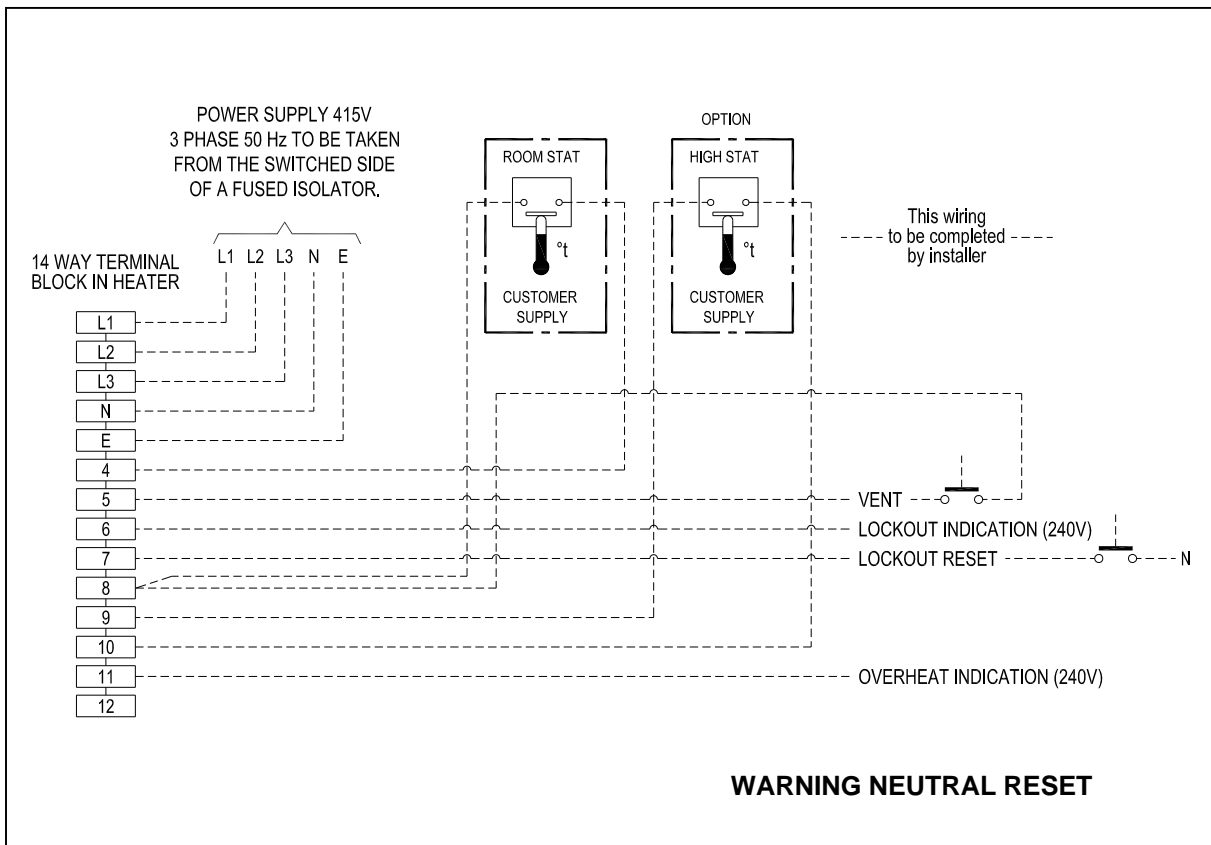 POWER SUPPLY 415V
3 PHASE 50 Hz TO BE TAKEN
FROM THE SWITCHED SIDE
OF A FUSED ISOLATOR.
L1 L2 L3 N E
14 WAY TERMINAL
BLOCK IN HEATER
OPTION
ROOM STAT
°t
CUSTOMER
SUPPLY
HIGH STAT
°t
CUSTOMER
SUPPLY
This wiring
to be completed
by installer
L1
L2
L3
N
E
4
5
VENT
6
LOCKOUT INDICATION (240V)
7
LOCKOUT RESET
N
8
9
10
11
OVERHEAT INDICATION (240V)
12
WARNING NEUTRAL RESET